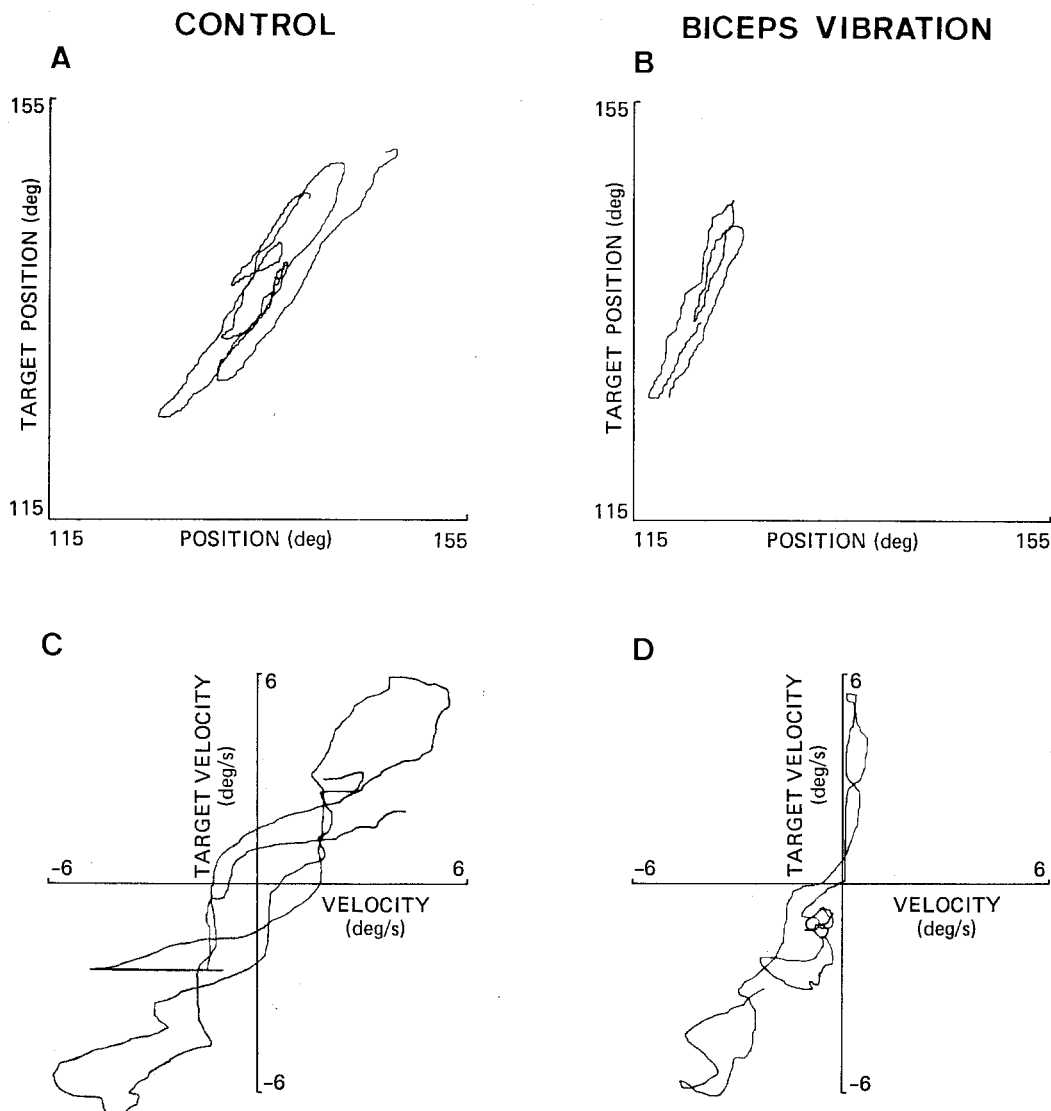 CONTROL
BICEPS VIBRATION
A
B
155
TARGET POSITION (deg)
115
115
POSITION (deg)
155
155
TARGET POSITION (deg)
115
115
POSITION (deg)
155
C
D
6
TARGET VELOCITY
(deg/s)
-6
6
VELOCITY
(deg/s)
-6
6
TARGET VELOCITY
(deg/s)
-6
6
VELOCITY
(deg/s)
-6